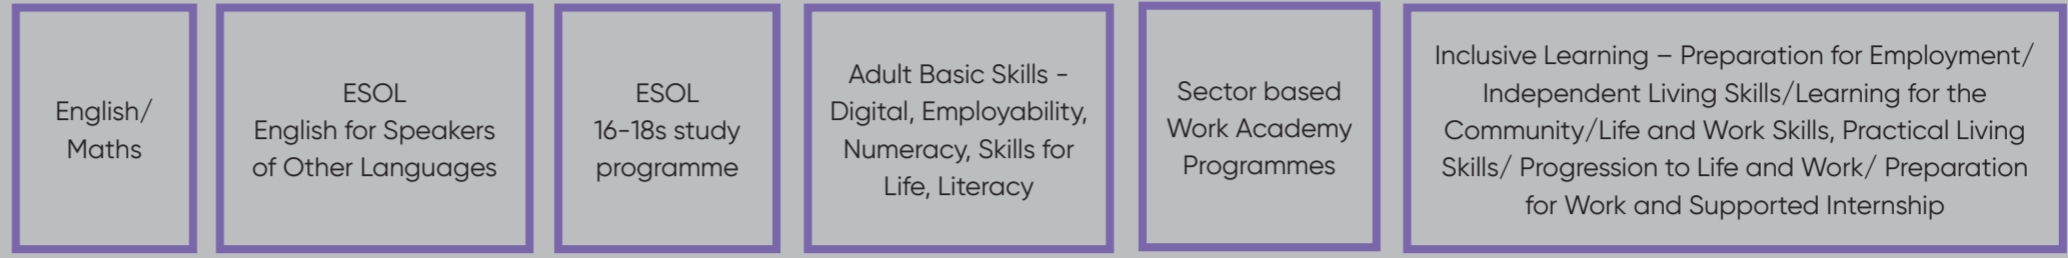 English/
Maths
ESOL
English for Speakers
of Other Languages
ESOL
16-18s study
programme
Adult Basic Skills -
Digital, Employability,
Numeracy, Skills for
Life, Literacy
Sector based
Work Academy
Programmes
Inclusive Learning – Preparation for Employment/
Independent Living Skills/Learning for the
Community/Life and Work Skills, Practical Living
Skills/ Progression to Life and Work/ Preparation
for Work and Supported Internship